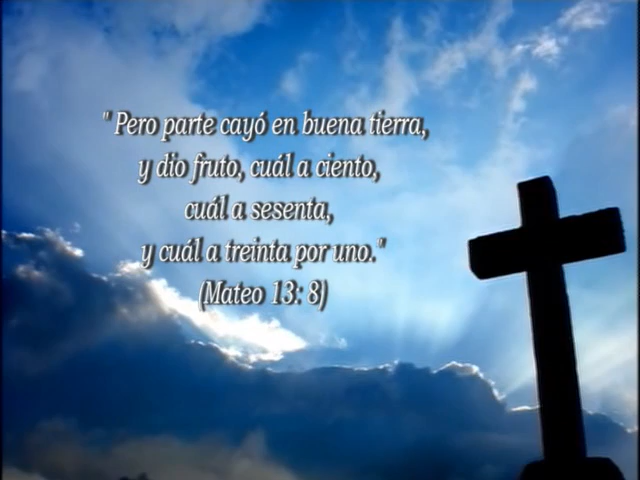 " Pero parte cayó en buena tierra,
y dio fruto, cuál a ciento,
cuál a sesenta,
y cuál a treinta por uno."
(Mateo 13: 8)